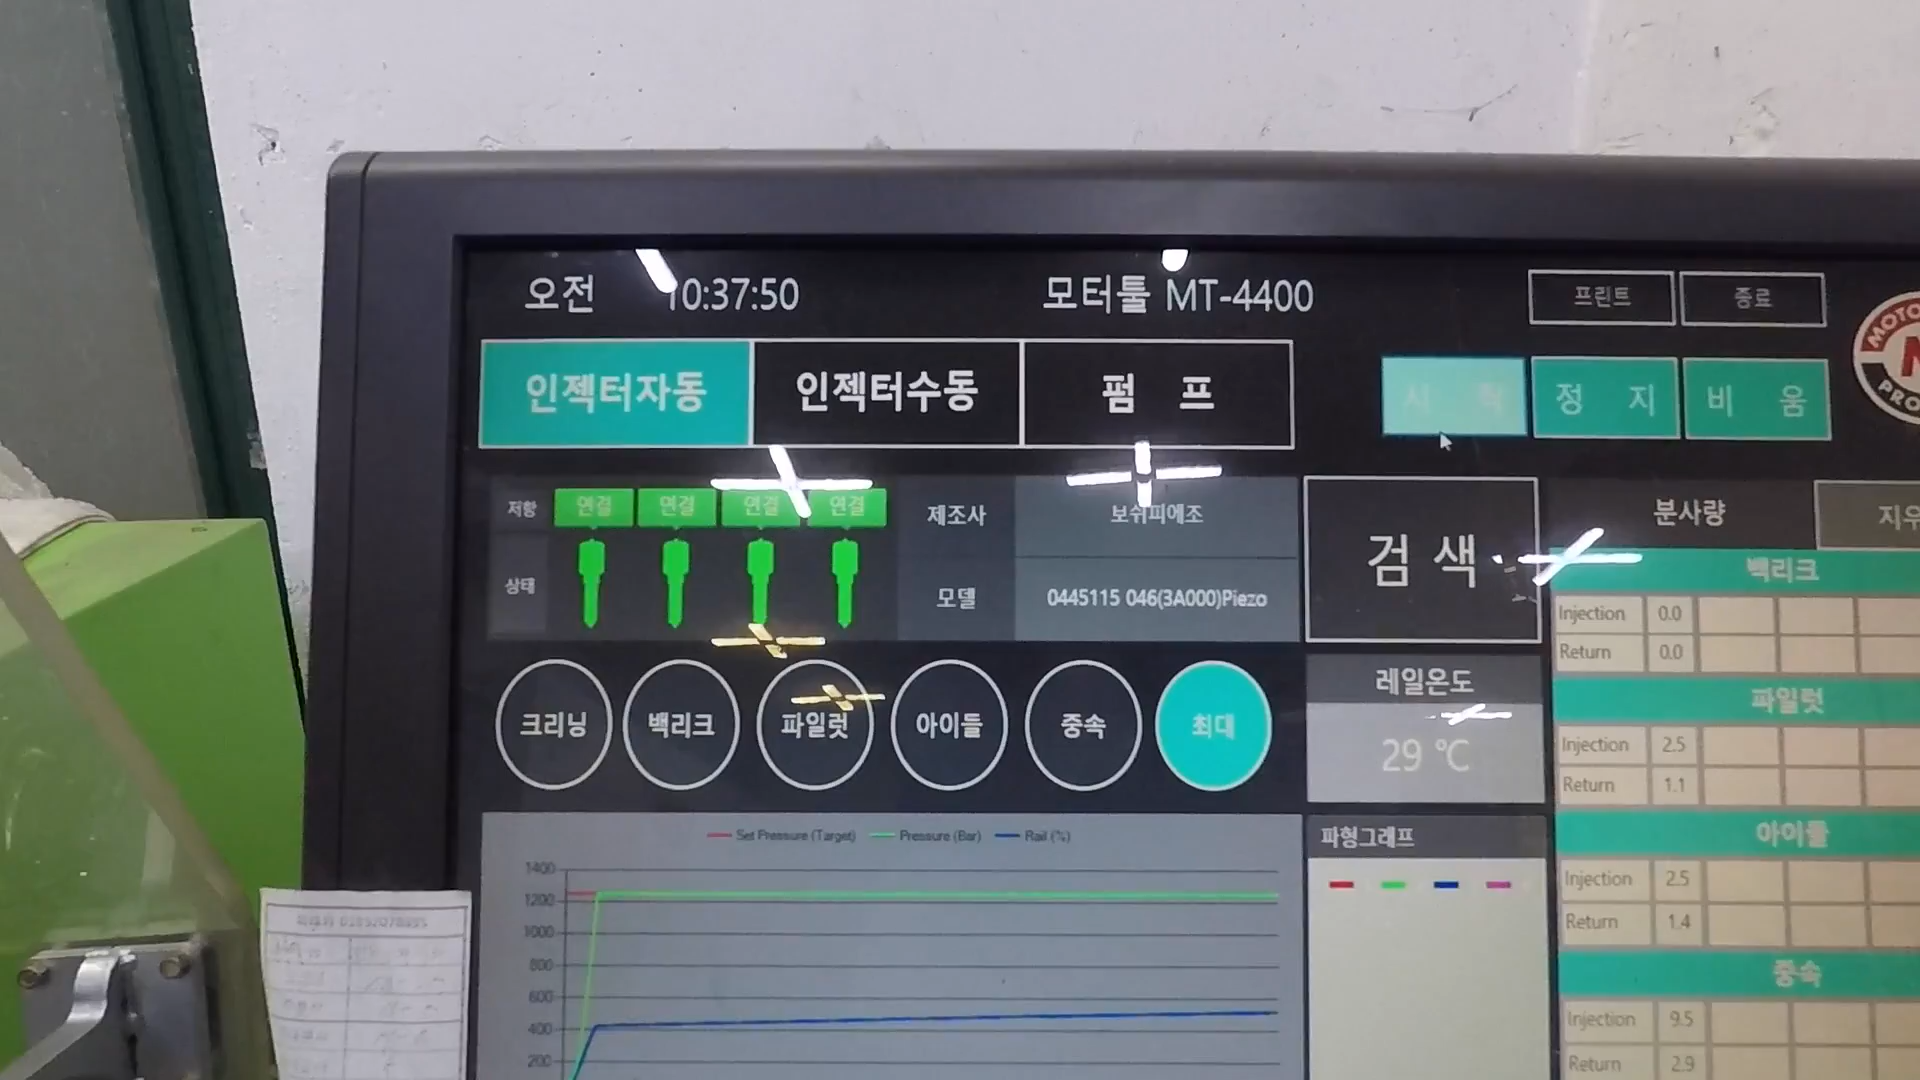 오전 10:37:50
모터툴 MT-4400
프린트
종료
인젝터자동
인젝터수동
펌 프
시 작
정 지
비 움
MOTO
PRO
저항
연결
연결
연결
연결
상태
제조사
보쉬피에조
모델
0445115 046(3A000)Piezo
검 색
크리닝
백리크
파일럿
아이들
중속
최대
레일온도
29 ℃
Set Pressure (Target)
Pressure (Bar)
Rail (%)
1400
1200
1000
800
600
400
200
파형그래프
분사량
지우
백리크
Injection 0.0
Return 0.0
파일럿
Injection 2.5
Return 1.1
아이들
Injection 2.5
Return 1.4
중속
Injection 9.5
Return 2.9